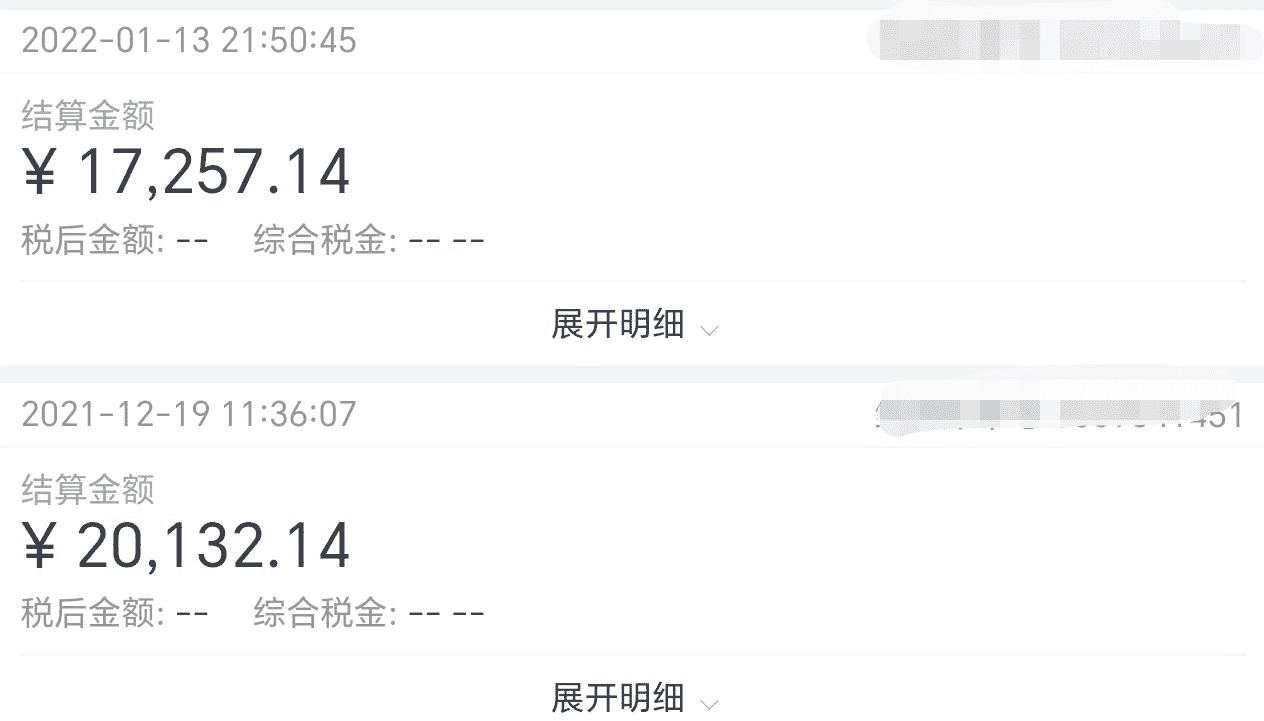 2022-01-13 21:50:45
结算金额
¥ 17,257.14
税后金额: -- 综合税金: -- --
展开明细
2021-12-19 11:36:07 451
结算金额
¥ 20,132.14
税后金额: -- 综合税金: -- --
展开明细